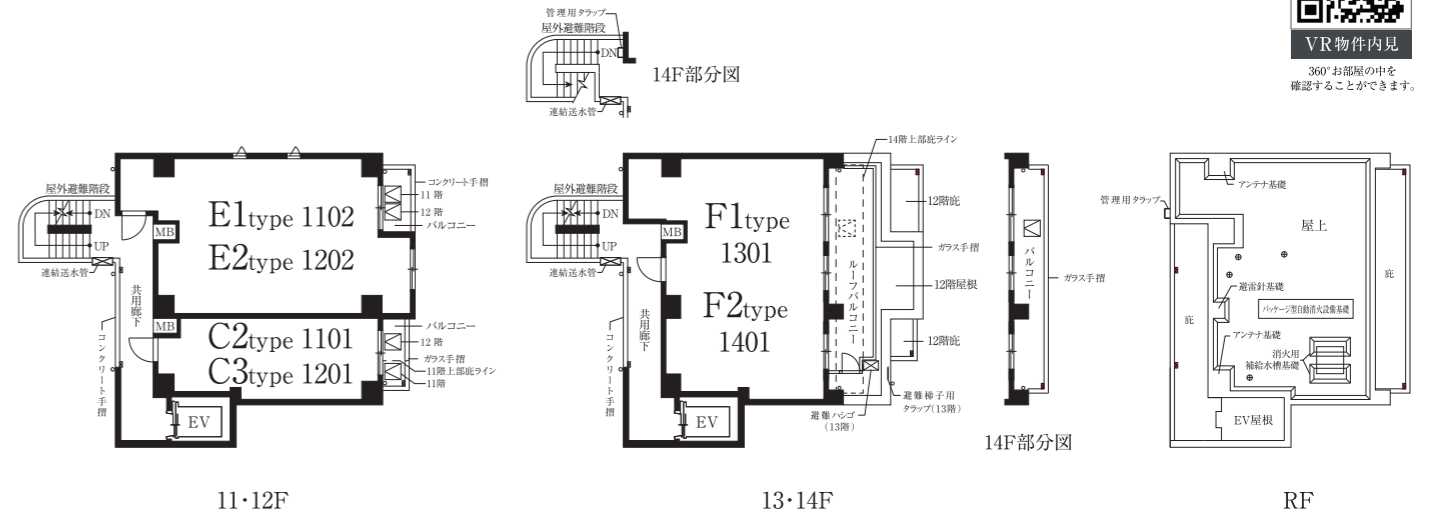 管理用タラップ
屋外避難階段
DN
連結送水管
14F部分図
VR物件内見
360°お部屋の中を
確認することができます。
屋外避難階段
DN
UP
連結送水管
MB
E1type 1102
E2type 1202
コンクリート手摺
11階
12階
バルコニー
共用廊下
コンクリート手摺
MB
C2type 1101
C3type 1201
バルコニー
12階
ガラス手摺
11階上部庇ライン
11階
EV
11・12F
屋外避難階段
DN
UP
連結送水管
MB
F1type
1301
F2type
1401
14階上部庇ライン
12階庇
ガラス手摺
ルーフバルコニー
12階屋根
12階庇
共用廊下
コンクリート手摺
EV
避難ハシゴ
(13階)
避難梯子用
タラップ(13階)
13・14F
バルコニー
ガラス手摺
14F部分図
管理用タラップ
アンテナ基礎
屋上
庇
庇
避雷針基礎
パッケージ型自動消火設備基礎
アンテナ基礎
消火用
補給水槽基礎
EV屋根
RF